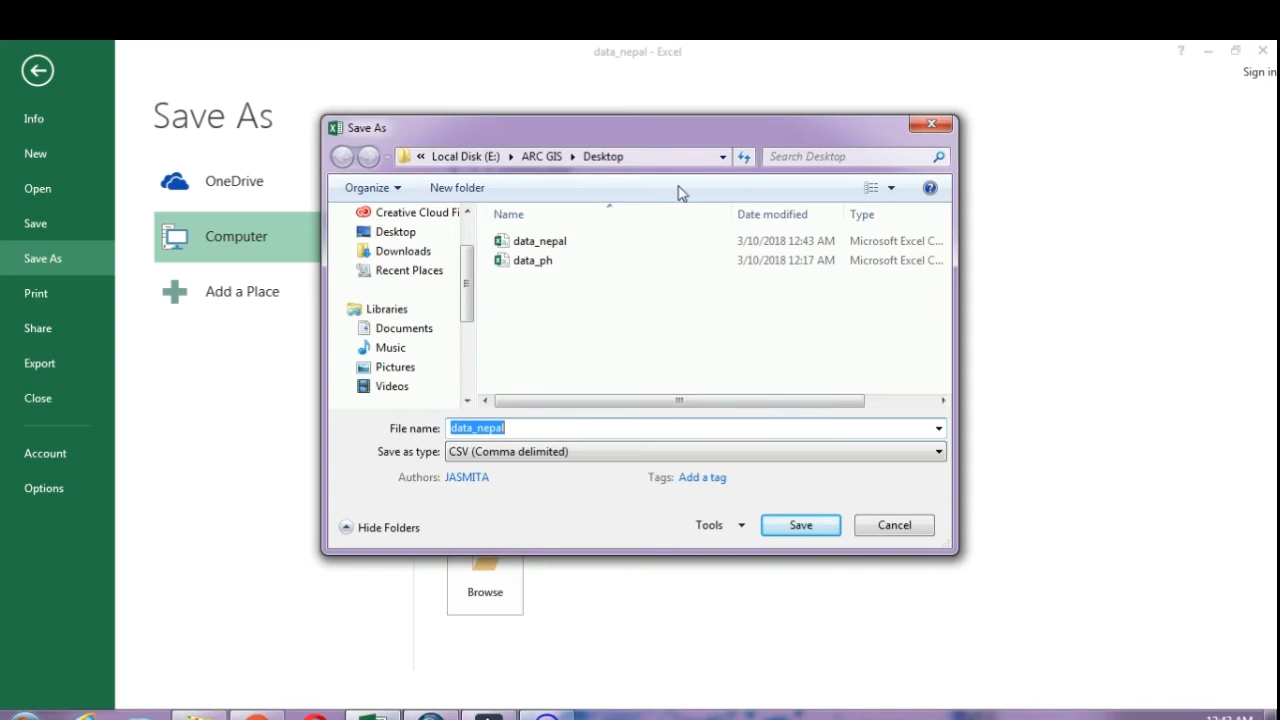 data_nepal - Excel
Sign in
Info
New
Open
Save
Save As
Print
Share
Export
Close
Account
Options
Save As
OneDrive
Computer
Add a Place
Save As
« Local Disk (E:) ▸ ARC GIS ▸ Desktop
Search Desktop
Organize
New folder
Name
Date modified
Type
Creative Cloud Fi
Desktop
Downloads
Recent Places
Libraries
Documents
Music
Pictures
Videos
data_nepal 3/10/2018 12:43 AM Microsoft Excel C...
data_ph 3/10/2018 12:17 AM Microsoft Excel C...
File name: data_nepal
Save as type: CSV (Comma delimited)
Authors: JASMITA
Tags: Add a tag
Hide Folders
Tools
Save
Cancel
Browse